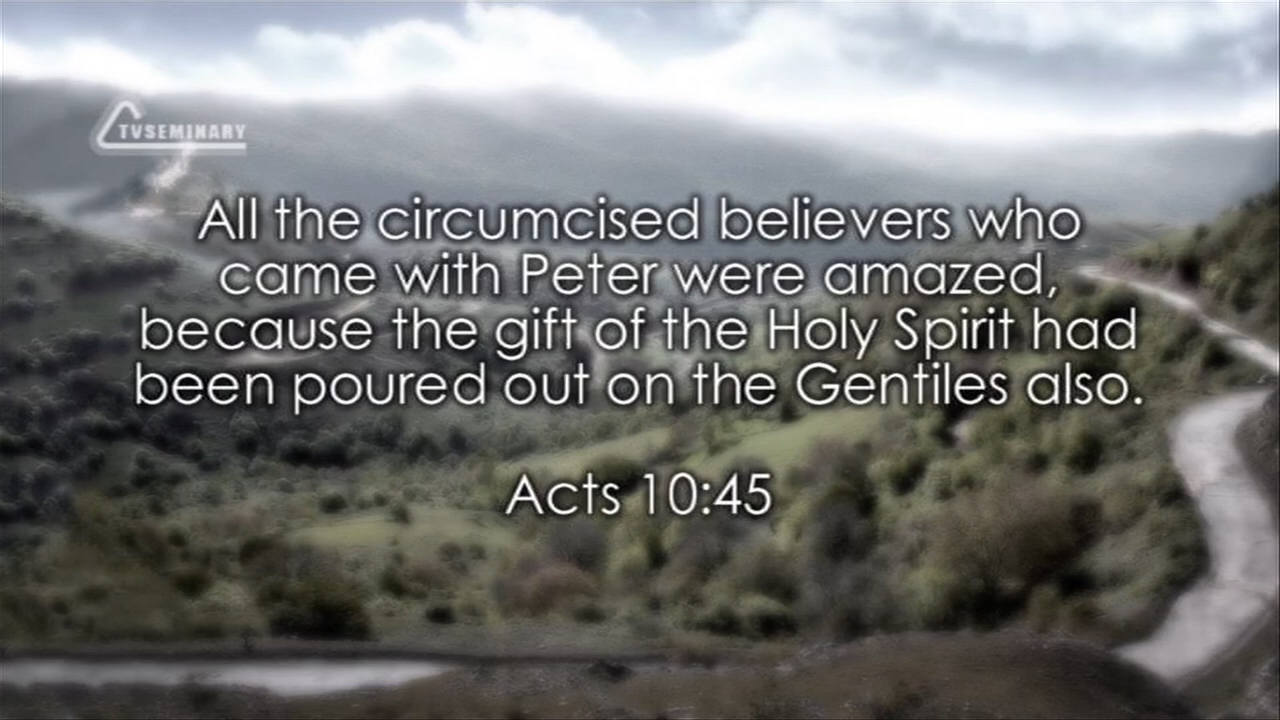 TVSEMINARY
All the circumcised believers who
came with Peter were amazed,
because the gift of the Holy Spirit had
been poured out on the Gentiles also.
Acts 10:45